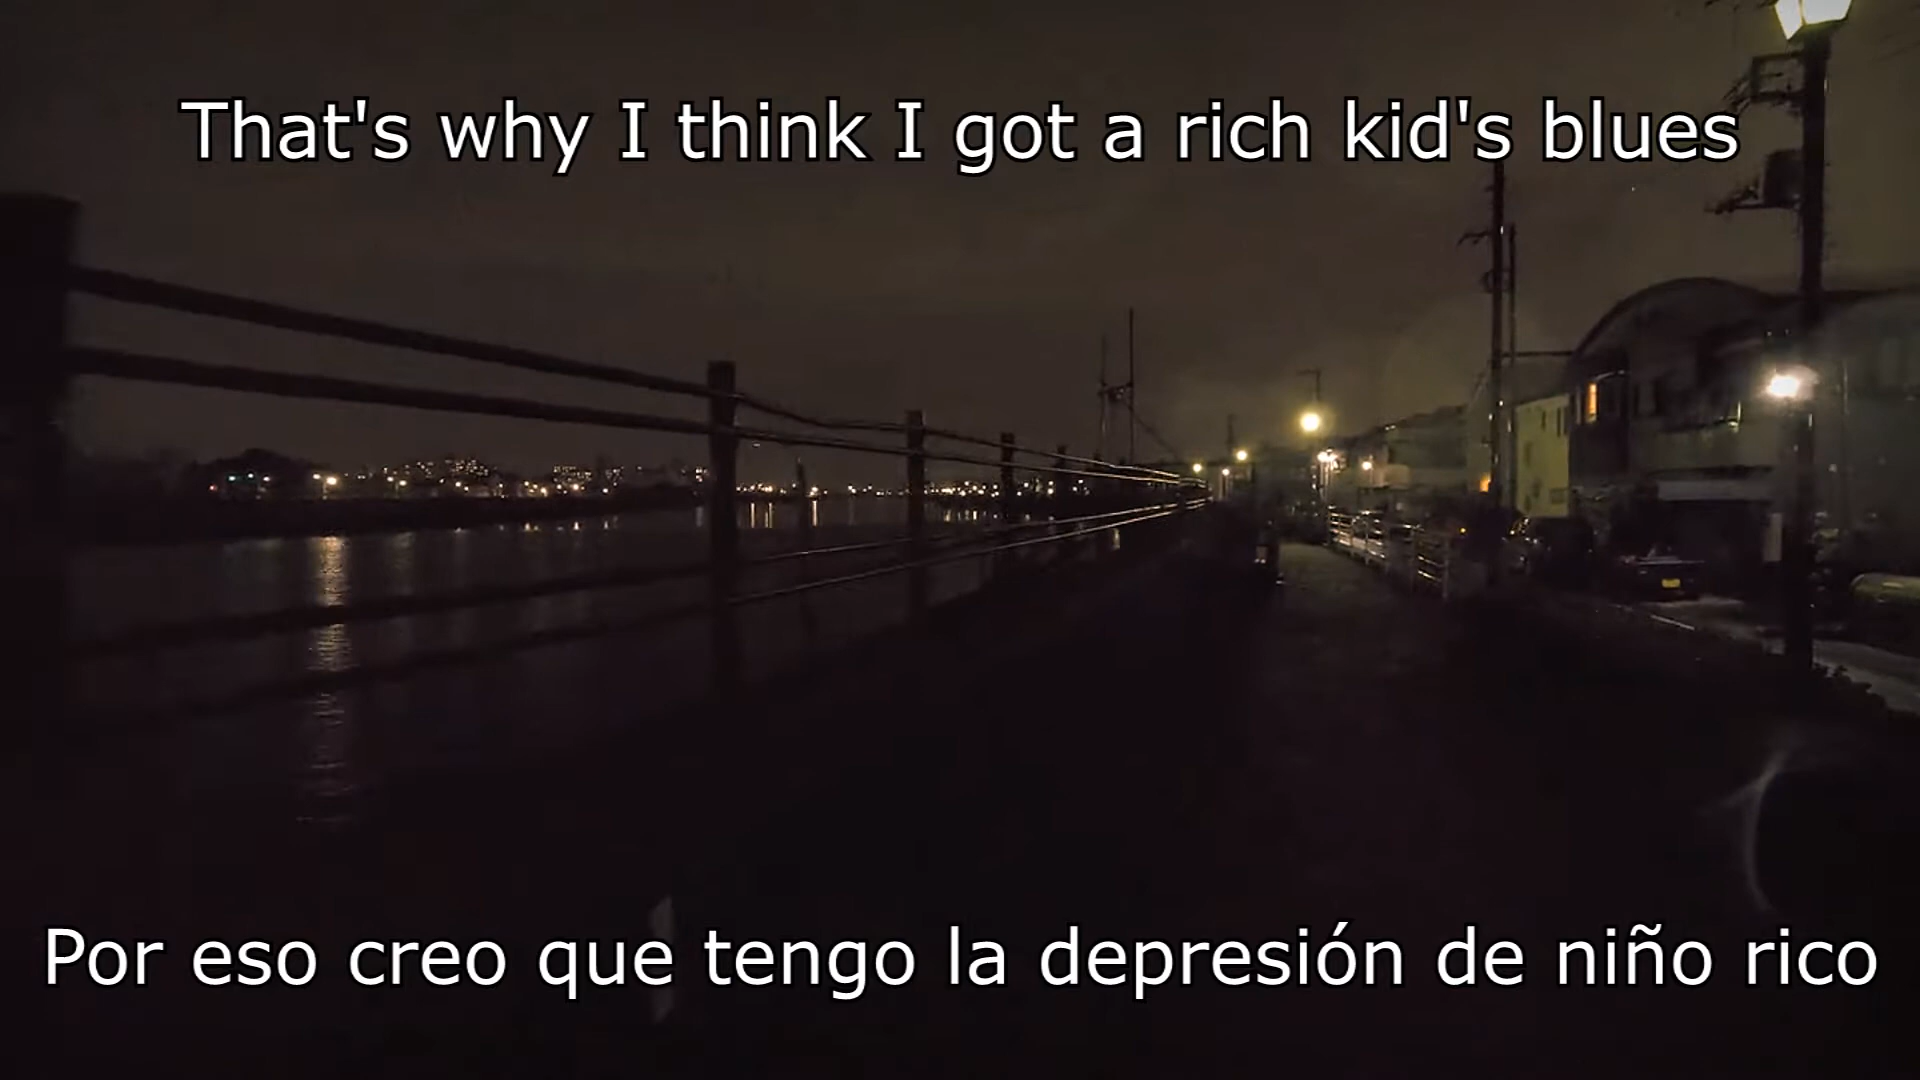 That's why I think I got a rich kid's blues
Por eso creo que tengo la depresión de niño rico